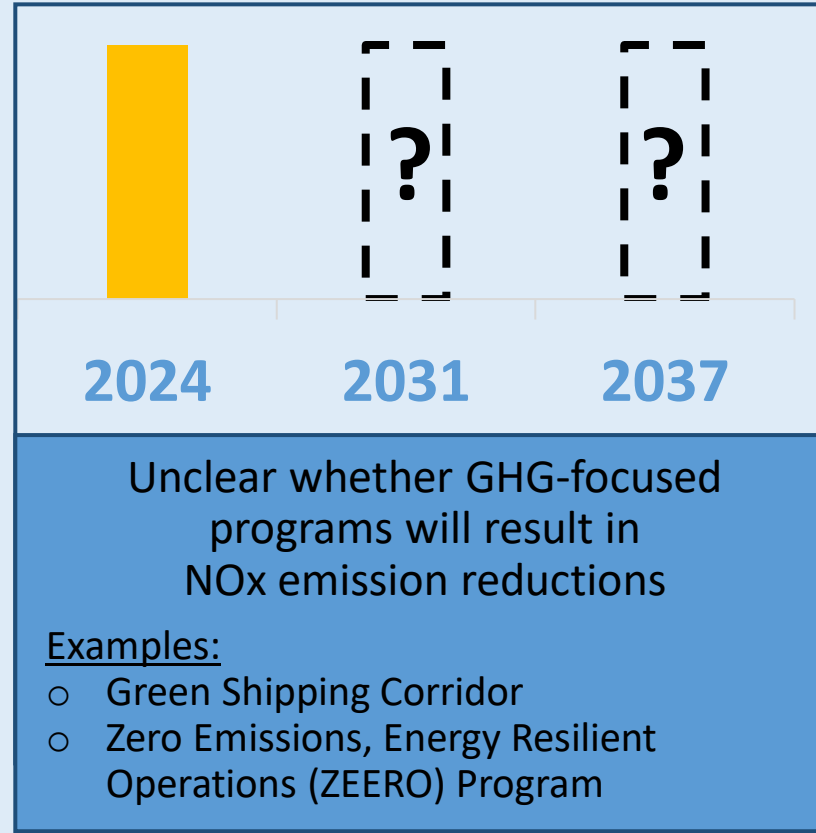 ? ?
2024 2031 2037
Unclear whether GHG-focused
programs will result in
NOx emission reductions
Examples:
o Green Shipping Corridor
o Zero Emissions, Energy Resilient
Operations (ZEERO) Program